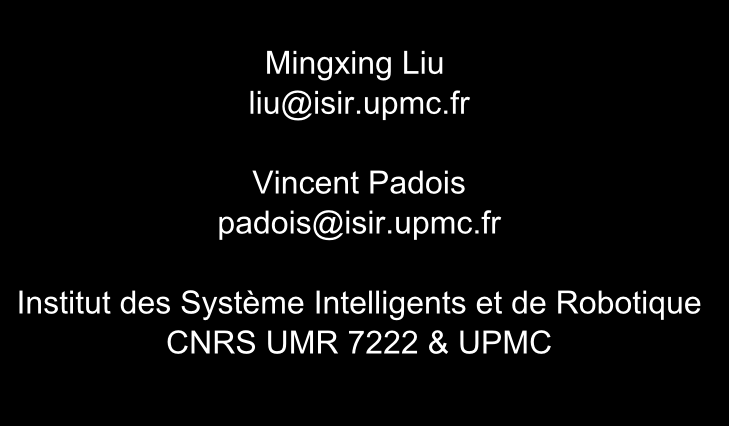 Mingxing Liu
liu@isir.upmc.fr
Vincent Padois
padois@isir.upmc.fr
Institut des Système Intelligents et de Robotique
CNRS UMR 7222 & UPMC